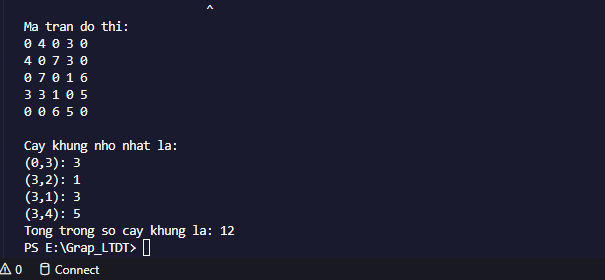 ^
Ma tran do thi:
0 4 0 3 0
4 0 7 3 0
0 7 0 1 6
3 3 1 0 5
0 0 6 5 0
Cay khung nho nhat la:
(0,3): 3
(3,2): 1
(3,1): 3
(3,4): 5
Tong trong so cay khung la: 12
PS E:\Grap_LTDT>
0 Connect